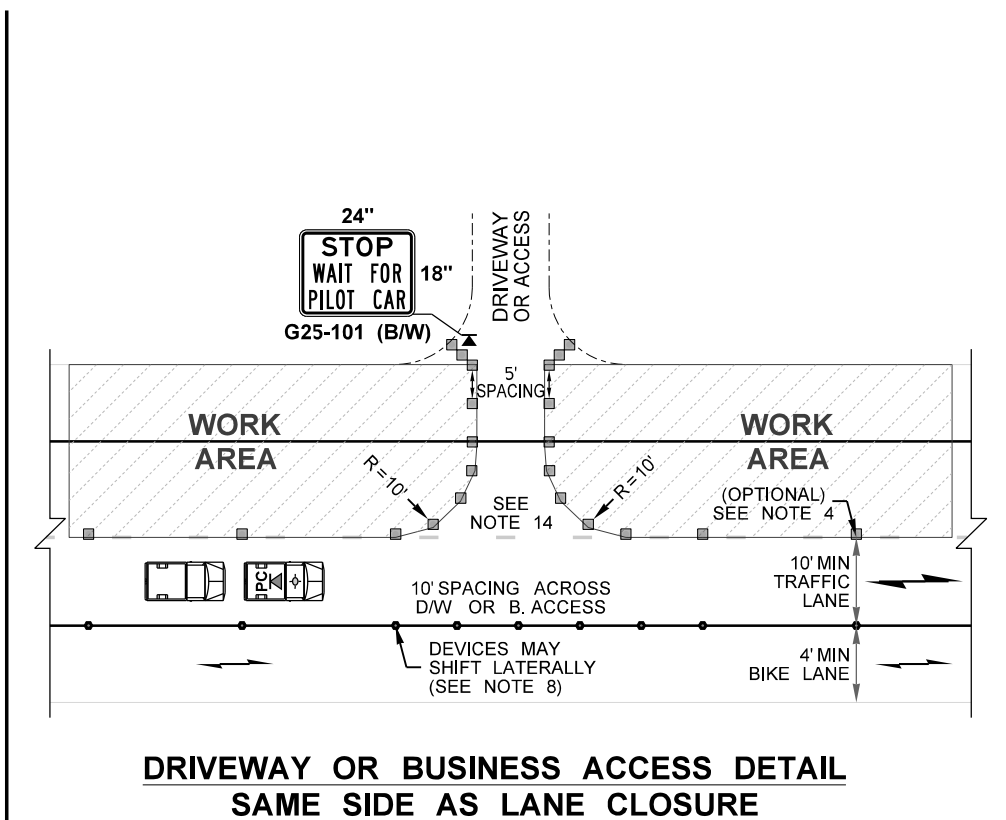 24"
STOP
WAIT FOR
PILOT CAR
18"
G25-101 (B/W)
DRIVEWAY
OR ACCESS
5'
SPACING
WORK
AREA
WORK
AREA
R=10'
R=10'
SEE
NOTE 14
(OPTIONAL)
SEE NOTE 4
PC
10' SPACING ACROSS
D/W OR B. ACCESS
10' MIN
TRAFFIC
LANE
DEVICES MAY
SHIFT LATERALLY
(SEE NOTE 8)
4' MIN
BIKE LANE
DRIVEWAY OR BUSINESS ACCESS DETAIL
SAME SIDE AS LANE CLOSURE